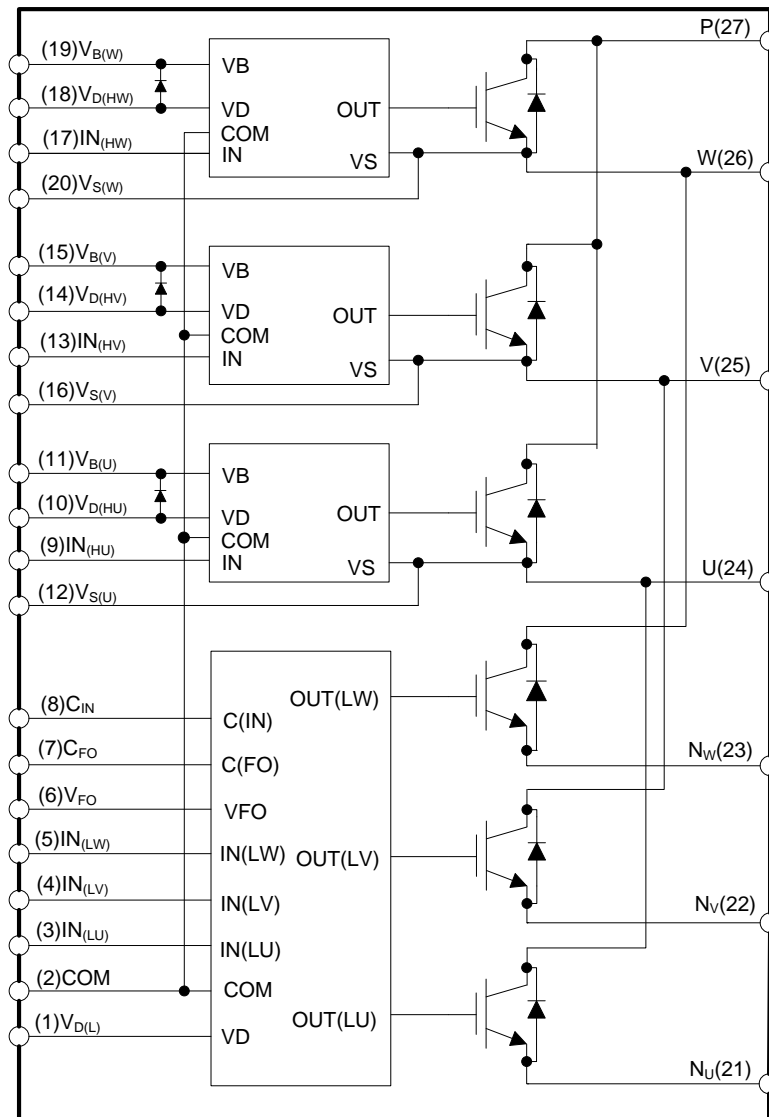 (19)VB(W)
(18)VD(HW)
(17)IN(HW)
(20)VS(W)
VB
VD
COM
IN
OUT
VS
P(27)
W(26)
(15)VB(V)
(14)VD(HV)
(13)IN(HV)
(16)VS(V)
VB
VD
COM
IN
OUT
VS
V(25)
(11)VB(U)
(10)VD(HU)
(9)IN(HU)
(12)VS(U)
VB
VD
COM
IN
OUT
VS
U(24)
(8)CIN
(7)CFO
(6)VFO
(5)IN(LW)
(4)IN(LV)
(3)IN(LU)
(2)COM
(1)VD(L)
C(IN)
C(FO)
VFO
IN(LW)
IN(LV)
IN(LU)
COM
VD
OUT(LW)
OUT(LV)
OUT(LU)
NW(23)
NV(22)
NU(21)